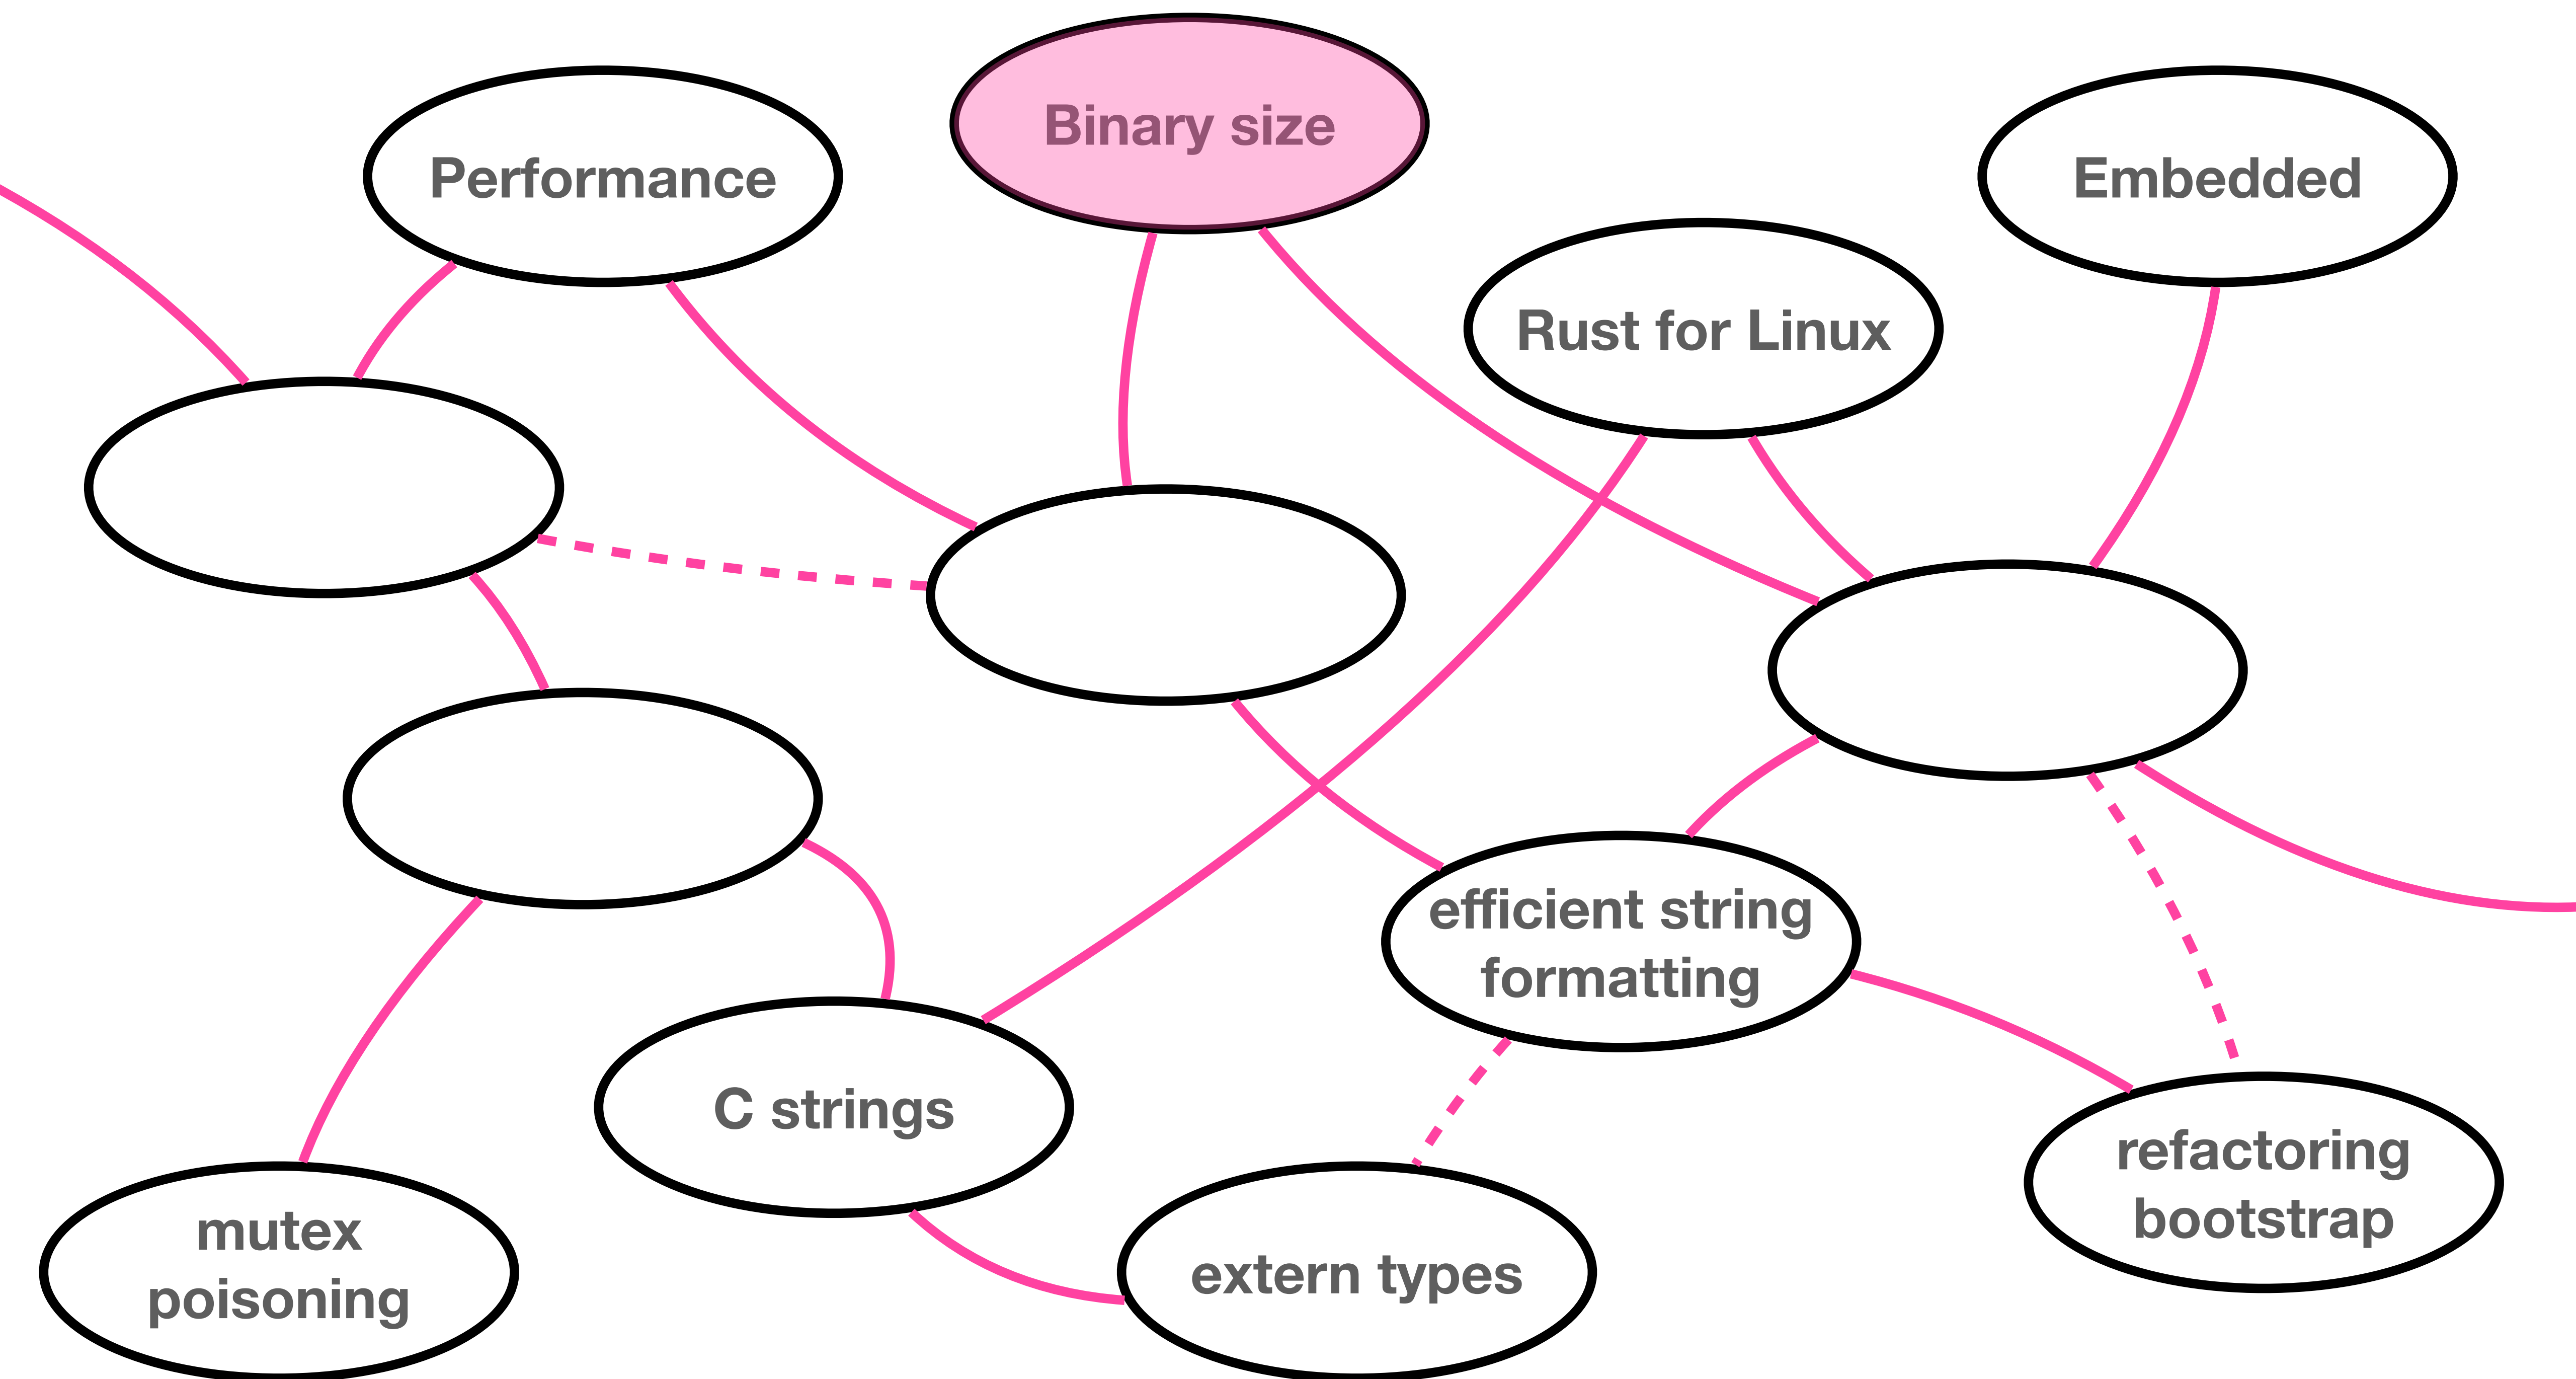 Binary size
Performance
Embedded
Rust for Linux
efficient string
formatting
C strings
refactoring
bootstrap
mutex
poisoning
extern types